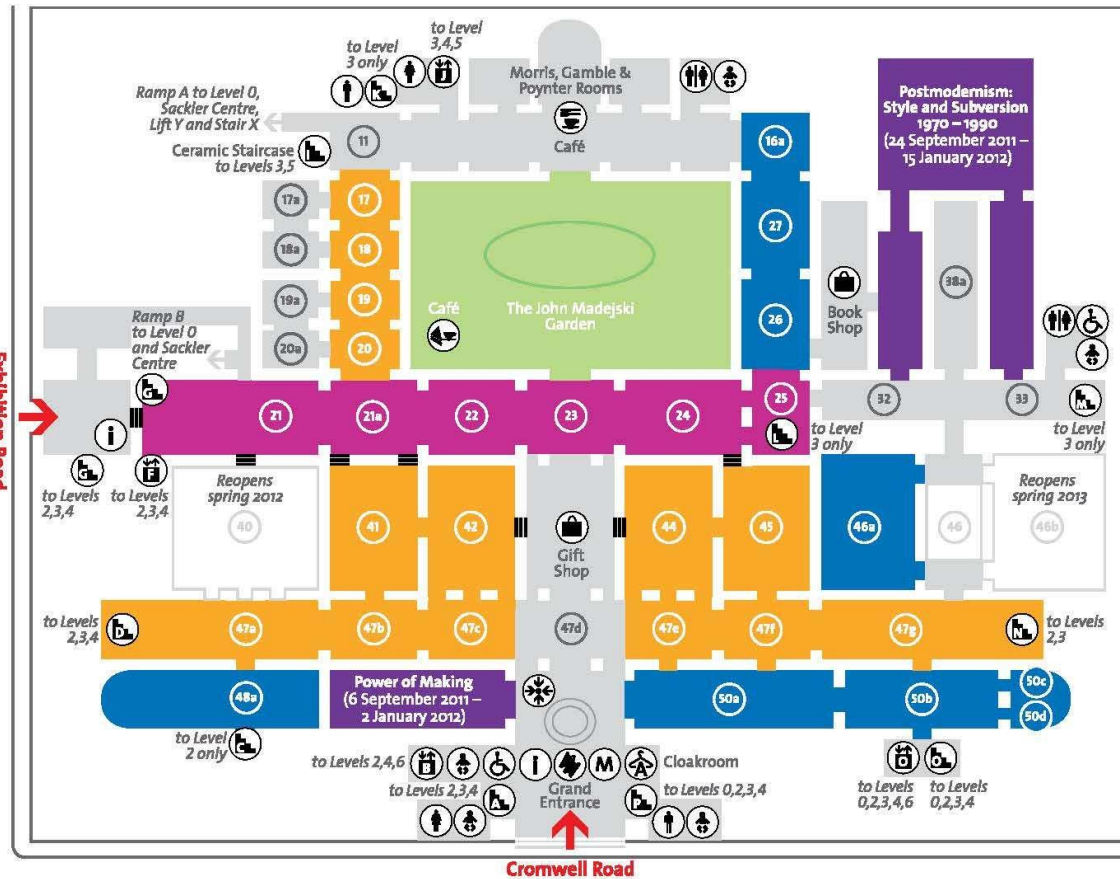 to Level
3 only
to Level
3,4,5
Morris, Gamble &
Poynter Rooms
Postmodernism:
Style and Subversion
1970 – 1990
(24 September 2011 –
15 January 2012)
Ramp A to Level 0,
Sackler Centre,
Lift Y and Stair X
J
K
Café
11
16a
Ceramic Staircase
to Levels 3,5
17a
17
27
18a
18
Book
Shop
38a
19a
19
Café
The John Madejski
Garden
26
Ramp B
to Level 0
and Sackler
Centre
20a
20
Exhibition Road
G
i
21
21a
22
23
24
25
32
33
M
L
to Level
3 only
to Level
3 only
G
F
to Levels
2,3,4
to Levels
2,3,4
Reopens
spring 2012
40
41
42
Gift
Shop
44
45
46a
46
Reopens
spring 2013
46b
to Levels
2,3,4
D
47a
47b
47c
47d
47e
47f
47g
N
to Levels
2,3
48a
Power of Making
(6 September 2011 –
2 January 2012)
50a
50b
50c
50d
to Level
2 only
C
to Levels 2,4,6
B
i
M
A
Cloakroom
to Levels 2,3,4
A
Grand
Entrance
P
to Levels 0,2,3,4
O
O
to Levels
0,2,3,4,6
to Levels
0,2,3,4
Cromwell Road